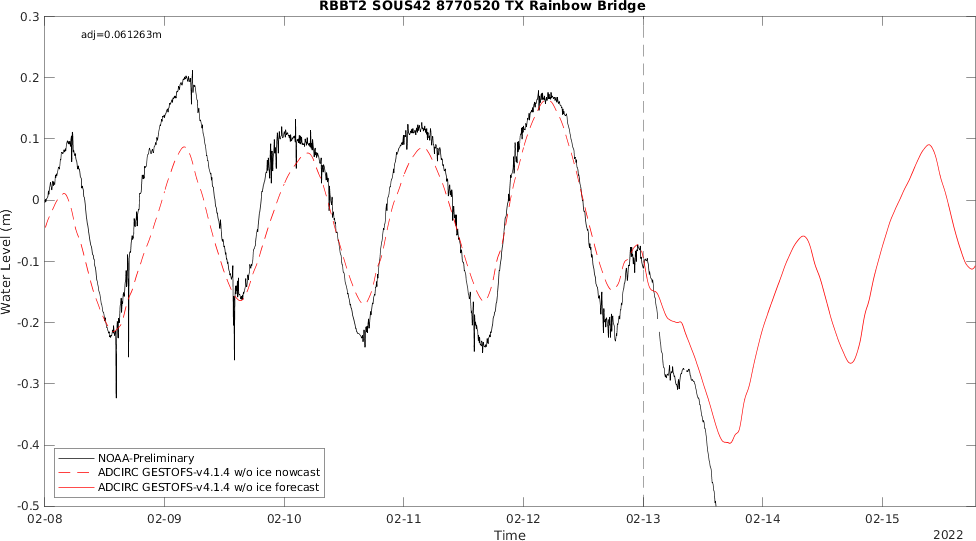 RBBT2 SOUS42 8770520 TX Rainbow Bridge
adj=0.061263m
0.3
0.2
0.1
0
-0.1
-0.2
-0.3
-0.4
-0.5
Water Level (m)
NOAA-Preliminary
ADCIRC GESTOFS-v4.1.4 w/o ice nowcast
ADCIRC GESTOFS-v4.1.4 w/o ice forecast
02-08 02-09 02-10 02-11 02-12 02-13 02-14 02-15
Time
2022